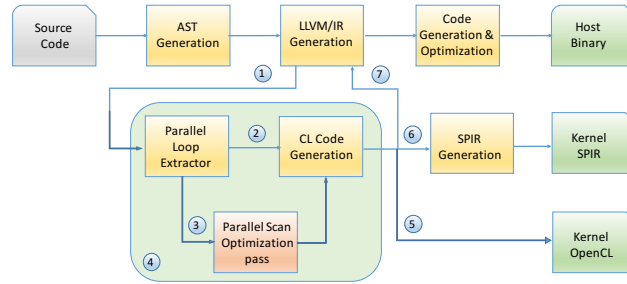 Source
Code
AST
Generation
LLVM/IR
Generation
Code
Generation &
Optimization
Host
Binary
1
7
Parallel
Loop
Extractor
2
CL Code
Generation
6
SPIR
Generation
Kernel
SPIR
3
Parallel Scan
Optimization
pass
4
5
Kernel
OpenCL